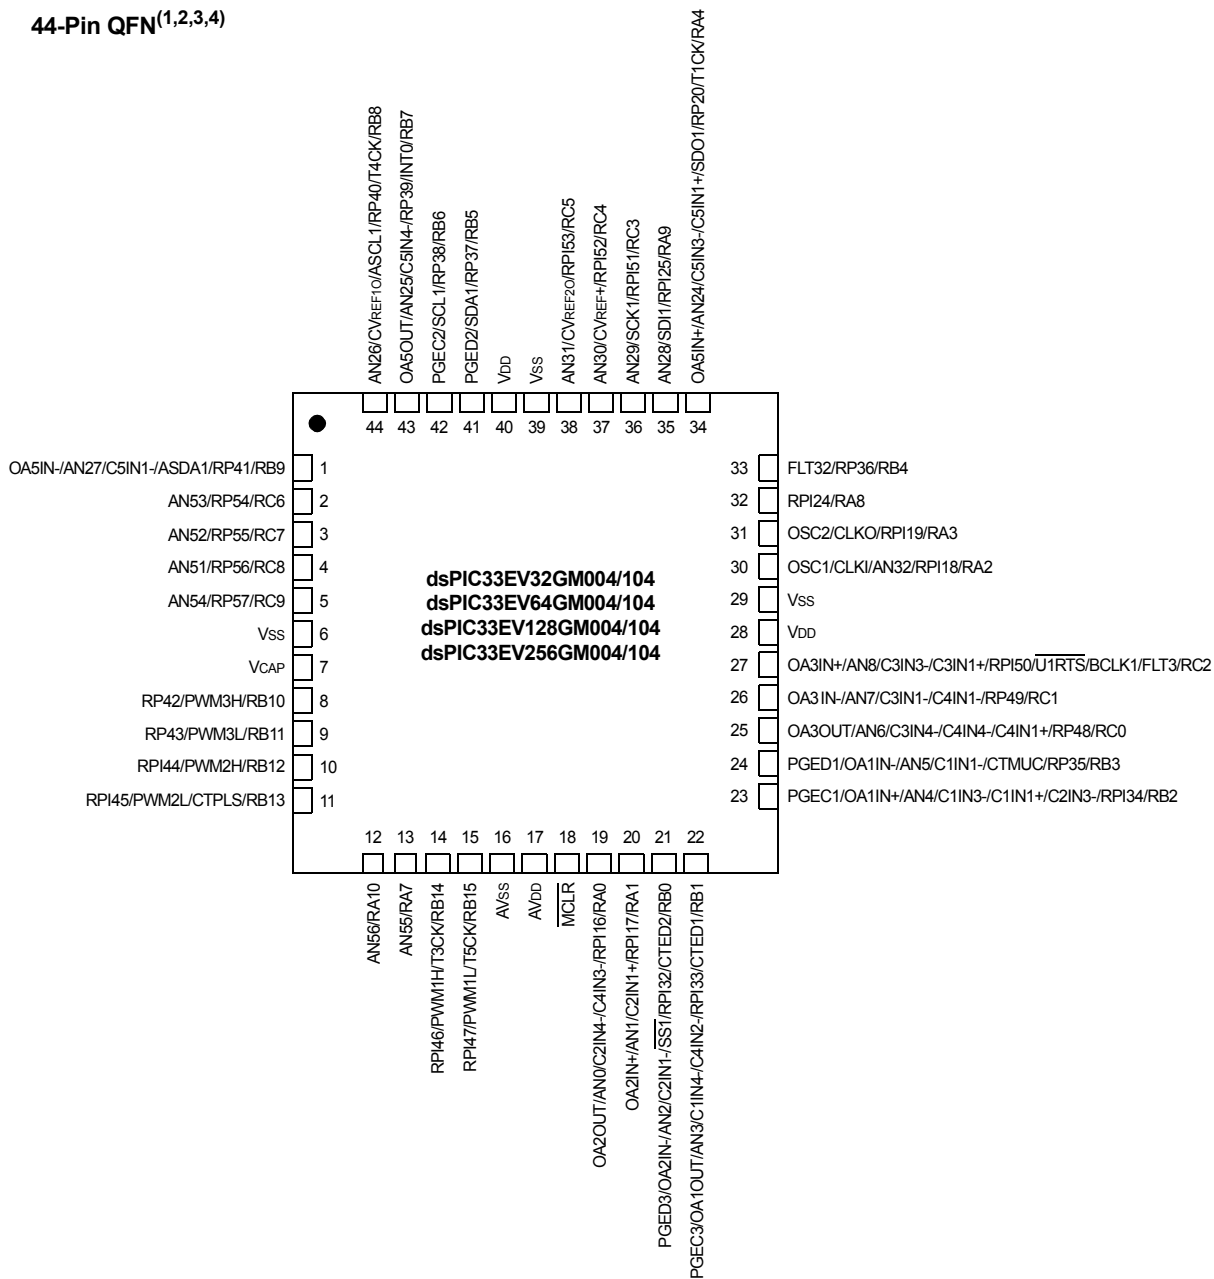 44-Pin QFN(1,2,3,4)
AN26/CVREF1O/ASCL1/RP40/T4CK/RB8
OA5OUT/AN25/C5IN4-/RP39/INT0/RB7
PGEC2/SCL1/RP38/RB6
PGED2/SDA1/RP37/RB5
VDD
VSS
AN31/CVREF2O/RPI53/RC5
AN30/CVREF+/RPI52/RC4
AN29/SCK1/RPI51/RC3
AN28/SDI1/RPI25/RA9
OA5IN+/AN24/C5IN3-/C5IN1+/SDO1/RP20/T1CK/RA4
44 43 42 41 40 39 38 37 36 35 34
OA5IN-/AN27/C5IN1-/ASDA1/RP41/RB9 1
AN53/RP54/RC6 2
AN52/RP55/RC7 3
AN51/RP56/RC8 4
AN54/RP57/RC9 5
VSS 6
VCAP 7
RP42/PWM3H/RB10 8
RP43/PWM3L/RB11 9
RPI44/PWM2H/RB12 10
RPI45/PWM2L/CTPLS/RB13 11
dsPIC33EV32GM004/104
dsPIC33EV64GM004/104
dsPIC33EV128GM004/104
dsPIC33EV256GM004/104
33 FLT32/RP36/RB4
32 RPI24/RA8
31 OSC2/CLKO/RPI19/RA3
30 OSC1/CLKI/AN32/RPI18/RA2
29 VSS
28 VDD
27 OA3IN+/AN8/C3IN3-/C3IN1+/RPI50/U1RTS/BCLK1/FLT3/RC2
26 OA3IN-/AN7/C3IN1-/C4IN1-/RP49/RC1
25 OA3OUT/AN6/C3IN4-/C4IN4-/C4IN1+/RP48/RC0
24 PGED1/OA1IN-/AN5/C1IN1-/CTMUC/RP35/RB3
23 PGEC1/OA1IN+/AN4/C1IN3-/C1IN1+/C2IN3-/RPI34/RB2
12 13 14 15 16 17 18 19 20 21 22
AN56/RA10
AN55/RA7
RPI46/PWM1H/T3CK/RB14
RPI47/PWM1L/T5CK/RB15
AVSS
AVDD
MCLR
OA2OUT/AN0/C2IN4-/C4IN3-/RPI16/RA0
OA2IN+/AN1/C2IN1+/RPI17/RA1
PGED3/OA2IN-/AN2/C2IN1-/SS1/RPI32/CTED2/RB0
PGEC3/OA1OUT/AN3/C1IN4-/C4IN2-/RPI33/CTED1/RB1